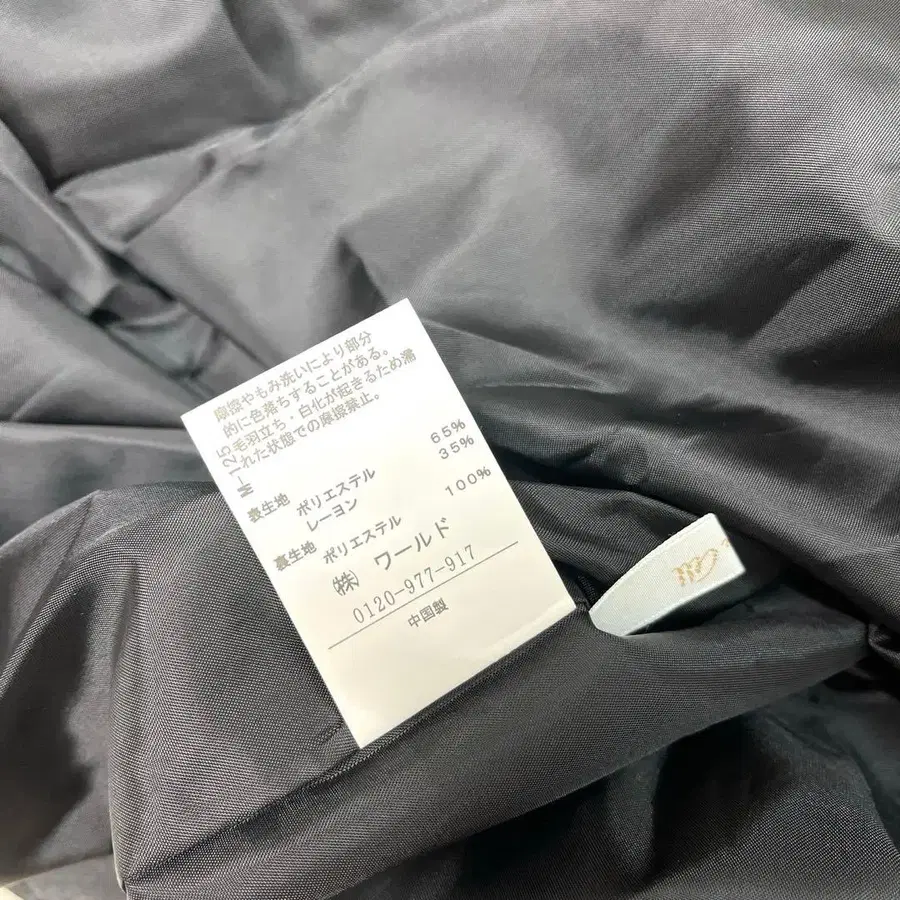 摩擦やもみ洗いにより部分
的に色落ちすることがある。
毛羽立ち・白化が起きるため濡
れた状態での摩擦禁止。
M-125
表生地 ポリエステル 65%
レーヨン 35%
裏生地 ポリエステル 100%
㈱ ワールド
0120-977-917
中国製